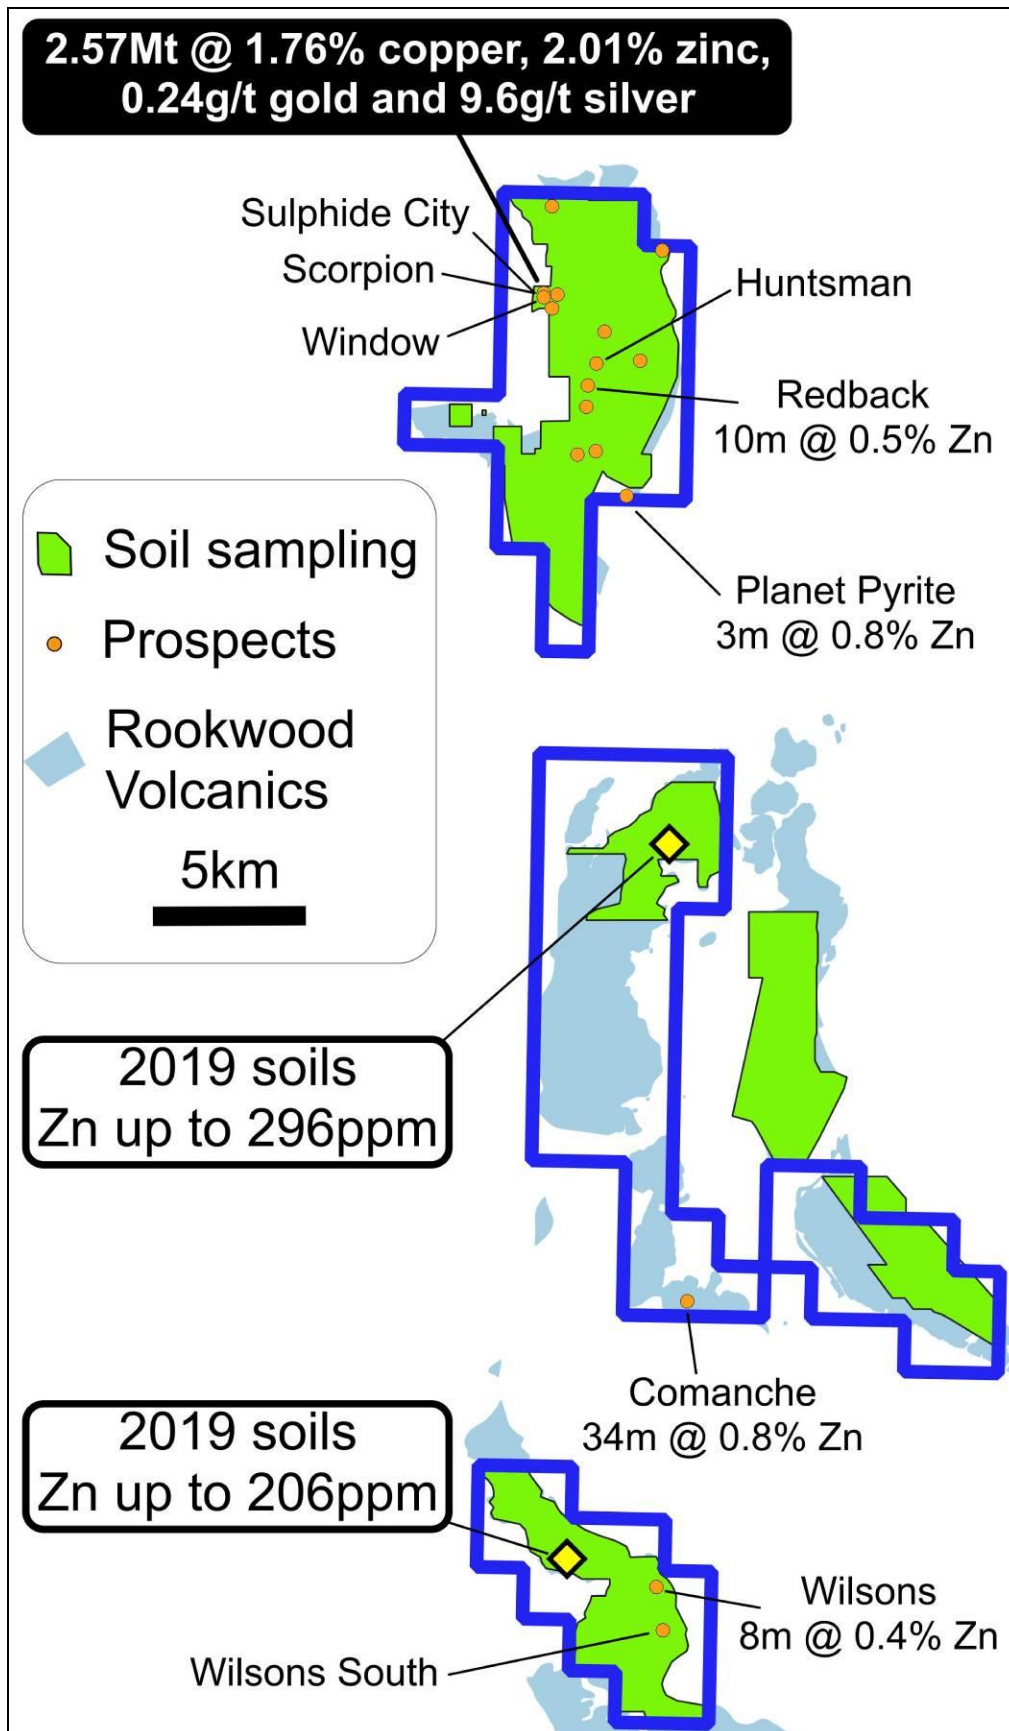 2.57Mt @ 1.76% copper, 2.01% zinc,
0.24g/t gold and 9.6g/t silver
Sulphide City
Scorpion
Window
Huntsman
Redback
10m @ 0.5% Zn
Planet Pyrite
3m @ 0.8% Zn
Soil sampling
Prospects
Rookwood
Volcanics
5km
2019 soils
Zn up to 296ppm
Comanche
34m @ 0.8% Zn
2019 soils
Zn up to 206ppm
Wilsons
8m @ 0.4% Zn
Wilsons South